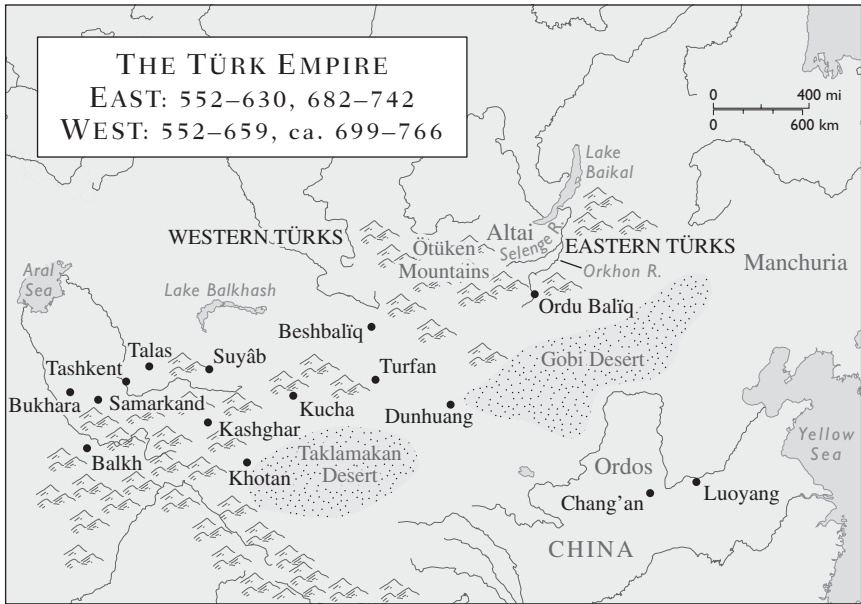 THE TÜRK EMPIRE
EAST: 552–630, 682–742
WEST: 552–659, ca. 699–766
0 400 mi
0 600 km
Lake
Baikal
Altai
Selenge R.
WESTERN TÜRKS
Ötüken
Mountains
EASTERN TÜRKS
Orkhon R.
Manchuria
Aral
Sea
Lake Balkhash
Ordu Balïq
Beshbalïq
Gobi Desert
Talas
Suyâb
Tashkent
Turfan
Bukhara
Samarkand
Kucha
Dunhuang
Kashghar
Yellow
Sea
Balkh
Taklamakan
Desert
Khotan
Ordos
Chang’an
Luoyang
CHINA